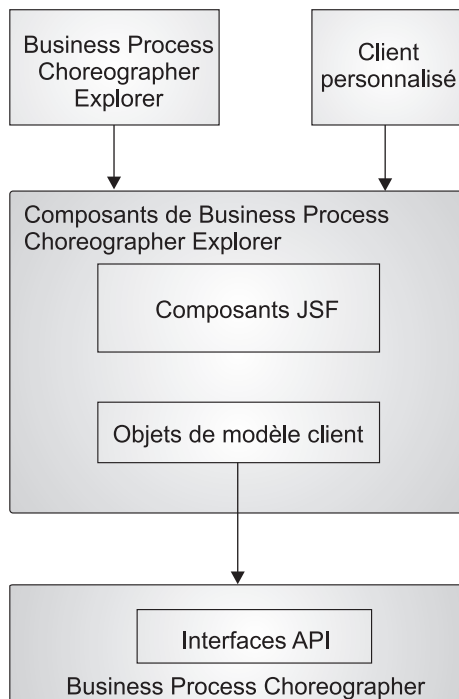 Business Process
Choreographer
Explorer
Client
personnalisé
Composants de Business Process
Choreographer Explorer
Composants JSF
Objets de modèle client
Interfaces API
Business Process Choreographer